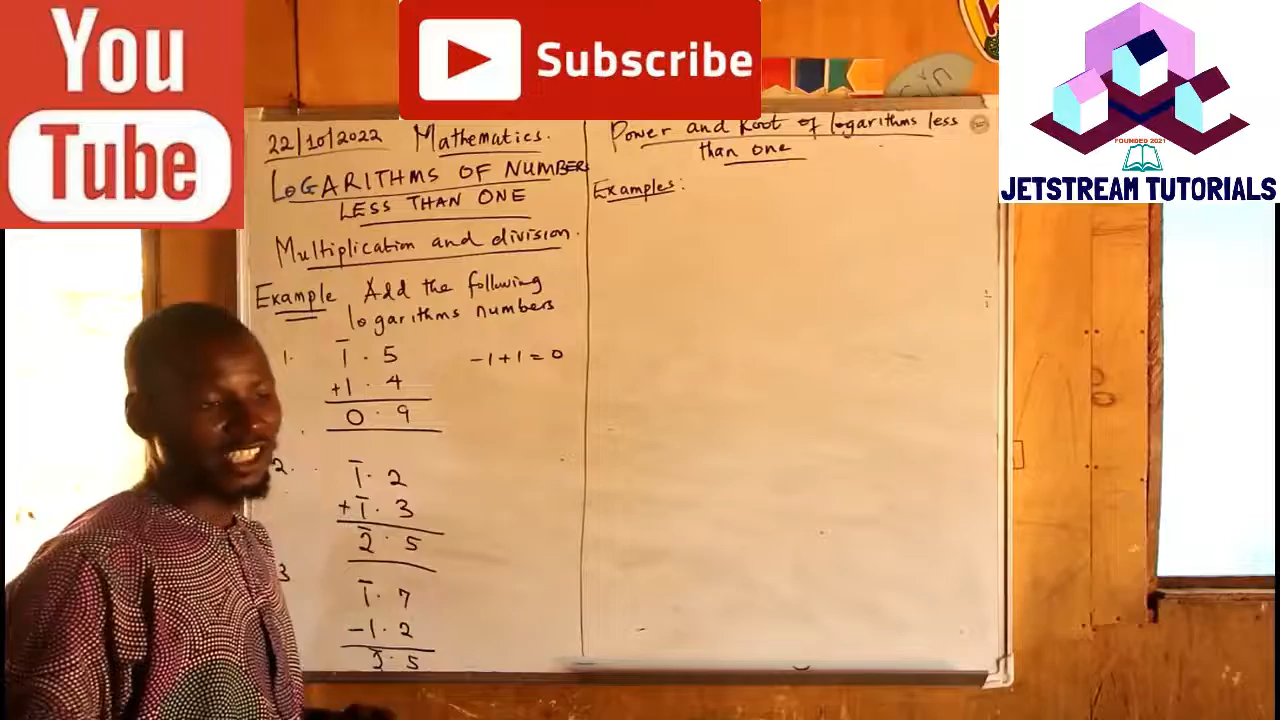 You
Tube
Subscribe
FOUNDED 2021
JETSTREAM TUTORIALS
22/10/2022 Mathematics.
LOGARITHMS OF NUMBERS
LESS THAN ONE
Multiplication and division.
Example Add the following
logarithms numbers
1. 1̄ . 5 -1+1=0
+1 . 4
0 . 9
2. 1̄ . 2
+1̄ . 3
2̄ . 5
3 1̄ . 7
-1 . 2
2̄ . 5
Power and Root of logarithms less
than one
Examples: